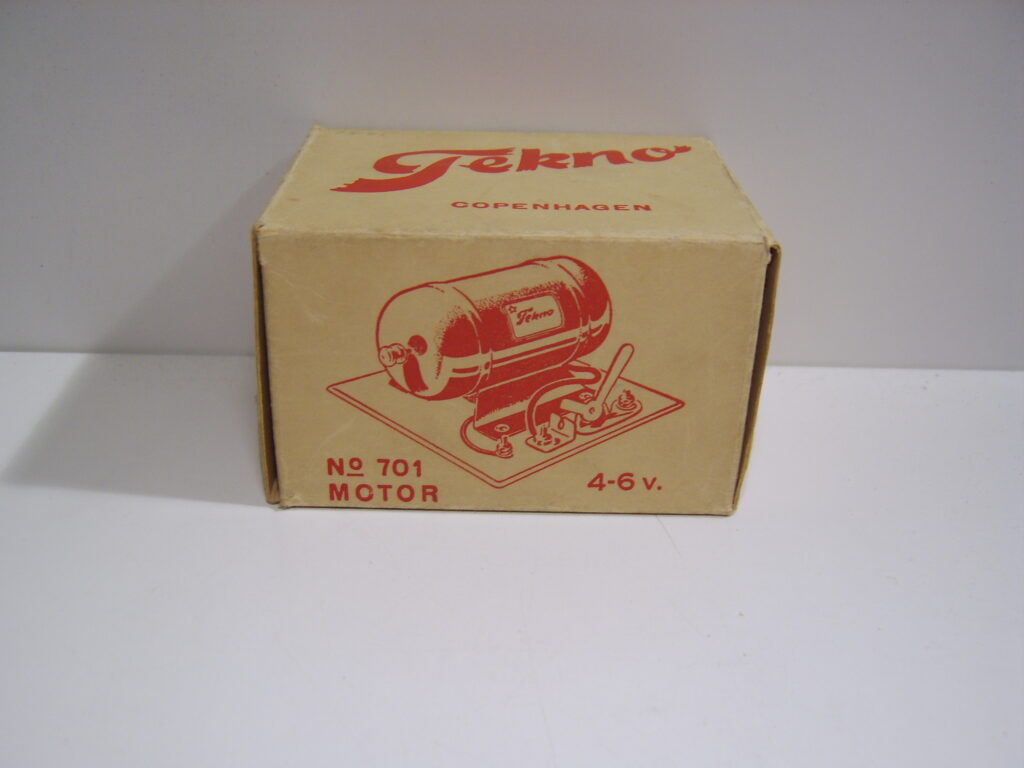 Tekno
COPENHAGEN
Tekno
Nº 701
MOTOR
4-6 v.